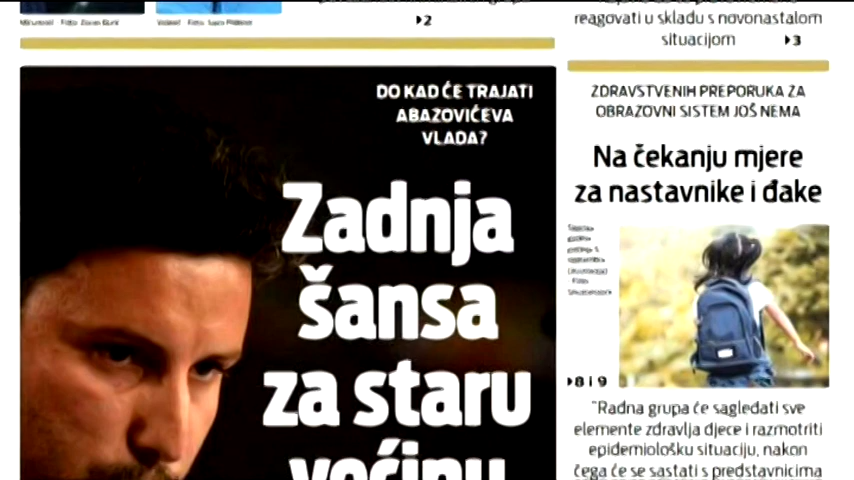 ▸2
reagovati u skladu s novonastalom
situacijom ▸3
DO KAD ĆE TRAJATI
ABAZOVIĆEVA
VLADA?
Zadnja
šansa
za staru
većinu
ZDRAVSTVENIH PREPORUKA ZA
OBRAZOVNI SISTEM JOŠ NEMA
Na čekanju mjere
za nastavnike i đake
▸8 i 9
"Radna grupa će sagledati sve
elemente zdravlja djece i razmotriti
epidemiološku situaciju, nakon
čega će se sastati s predstavnicima